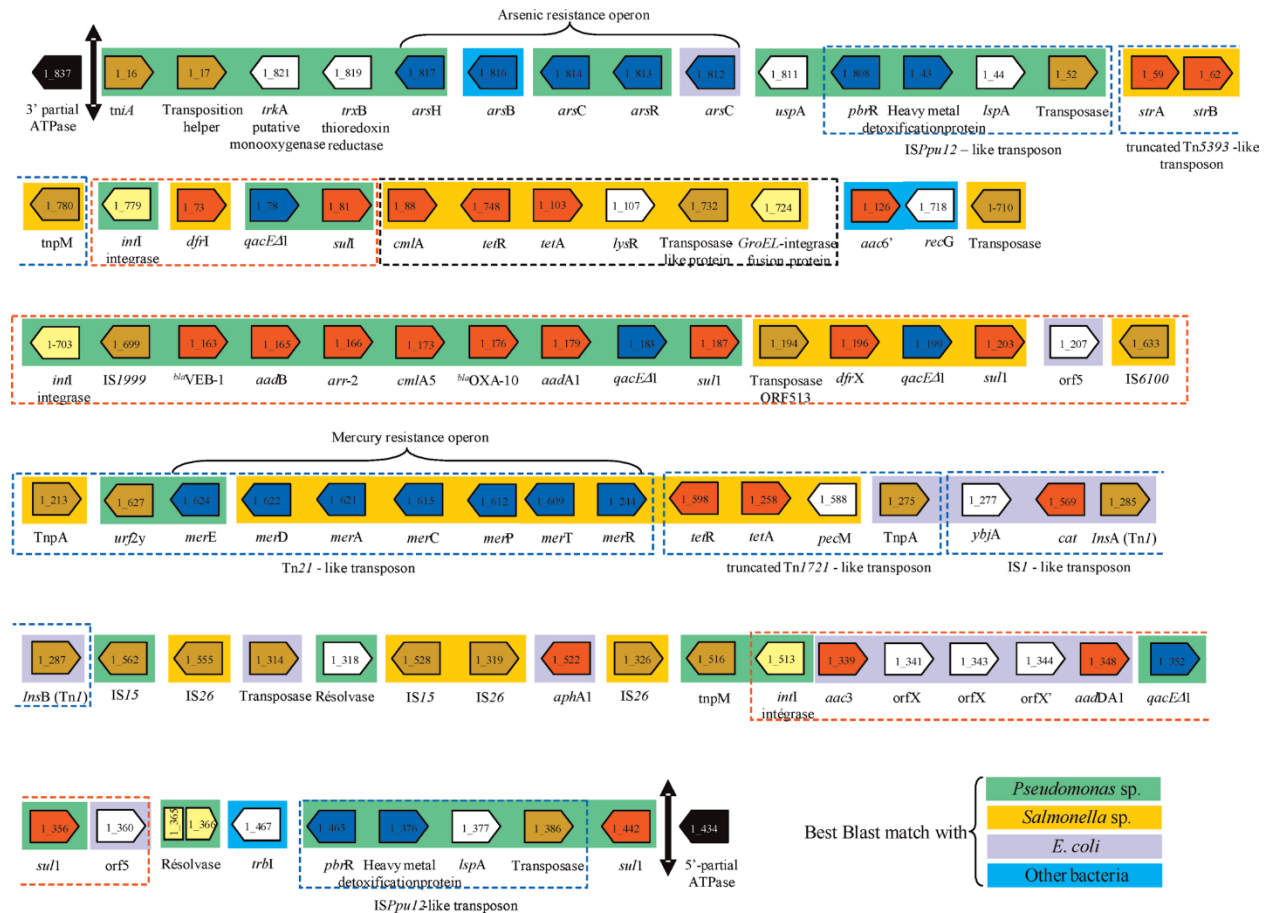 Arsenic resistance operon
1_837 1_16 1_17 1_821 1_819 1_817 1_816 1_814 1_813 1_812 1_811 1_808 1_43 1_44 1_52 1_59 1_62
3' partial tniA Transposition trkA trxB arsH arsB arsC arsR arsC uspA pbrR Heavy metal lspA Transposase strA strB
ATPase helper putative thioredoxin detoxificationprotein
monooxygenase reductase ISPpu12 – like transposon truncated Tn5393 -like
transposon
1_780 1_779 1_73 1_78 1_81 1_88 1_748 1_103 1_107 1_732 1_724 1_126 1_718 1-710
tnpM intI dfrI qacEΔ1 sulI cmlA tetR tetA lysR Transposase- GroEL-integrase aac6' recG Transposase
integrase like protein fusion protein
1-703 1_699 1_163 1_165 1_166 1_173 1_176 1_179 1_183 1_187 1_194 1_196 1_199 1_203 1_207 1_633
intI IS1999 blaVEB-1 aadB arr-2 cmlA5 blaOXA-10 aadA1 qacEΔ1 sul1 Transposase dfrX qacEΔ1 sul1 orf5 IS6100
integrase ORF513
Mercury resistance operon
1_213 1_627 1_624 1_622 1_621 1_615 1_612 1_609 1_244 1_598 1_258 1_588 1_275 1_277 1_569 1_285
TnpA urf2y merE merD merA merC merP merT merR tetR tetA pecM TnpA ybjA cat InsA (Tn1)
Tn21 - like transposon truncated Tn1721 - like transposon IS1 - like transposon
1_287 1_562 1_555 1_314 1_318 1_528 1_319 1_522 1_326 1_516 1_513 1_339 1_341 1_343 1_344 1_348 1_352
InsB (Tn1) IS15 IS26 Transposase Résolvase IS15 IS26 aphA1 IS26 tnpM intI aac3 orfX orfX orfX' aadDA1 qacEΔ1
intégrase
1_356 1_360 1_365 1_366 1_467 1_465 1_376 1_377 1_386 1_442 1_434
sul1 orf5 Résolvase trbI pbrR Heavy metal lspA Transposase sul1 5'-partial
detoxificationprotein ATPase
ISPpu12-like transposon
Best Blast match with
Pseudomonas sp.
Salmonella sp.
E. coli
Other bacteria